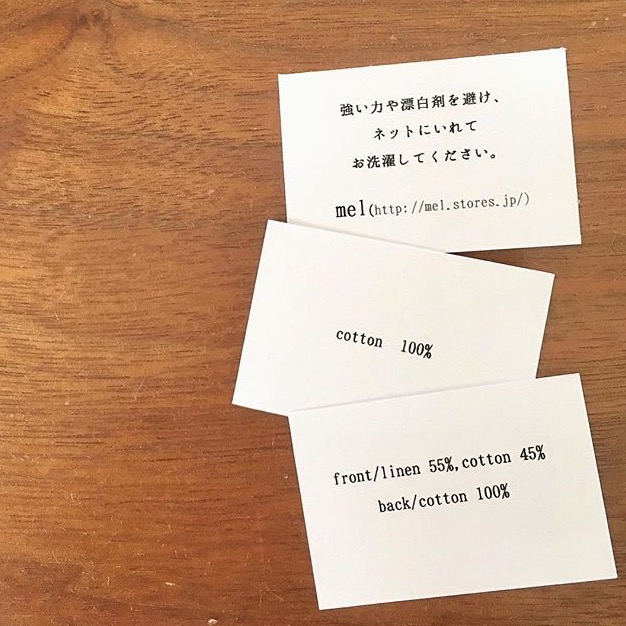 強い力や漂白剤を避け、
ネットにいれて
お洗濯してください。
mel(http://mel.stores.jp/)
cotton 100%
front/linen 55%,cotton 45%
back/cotton 100%